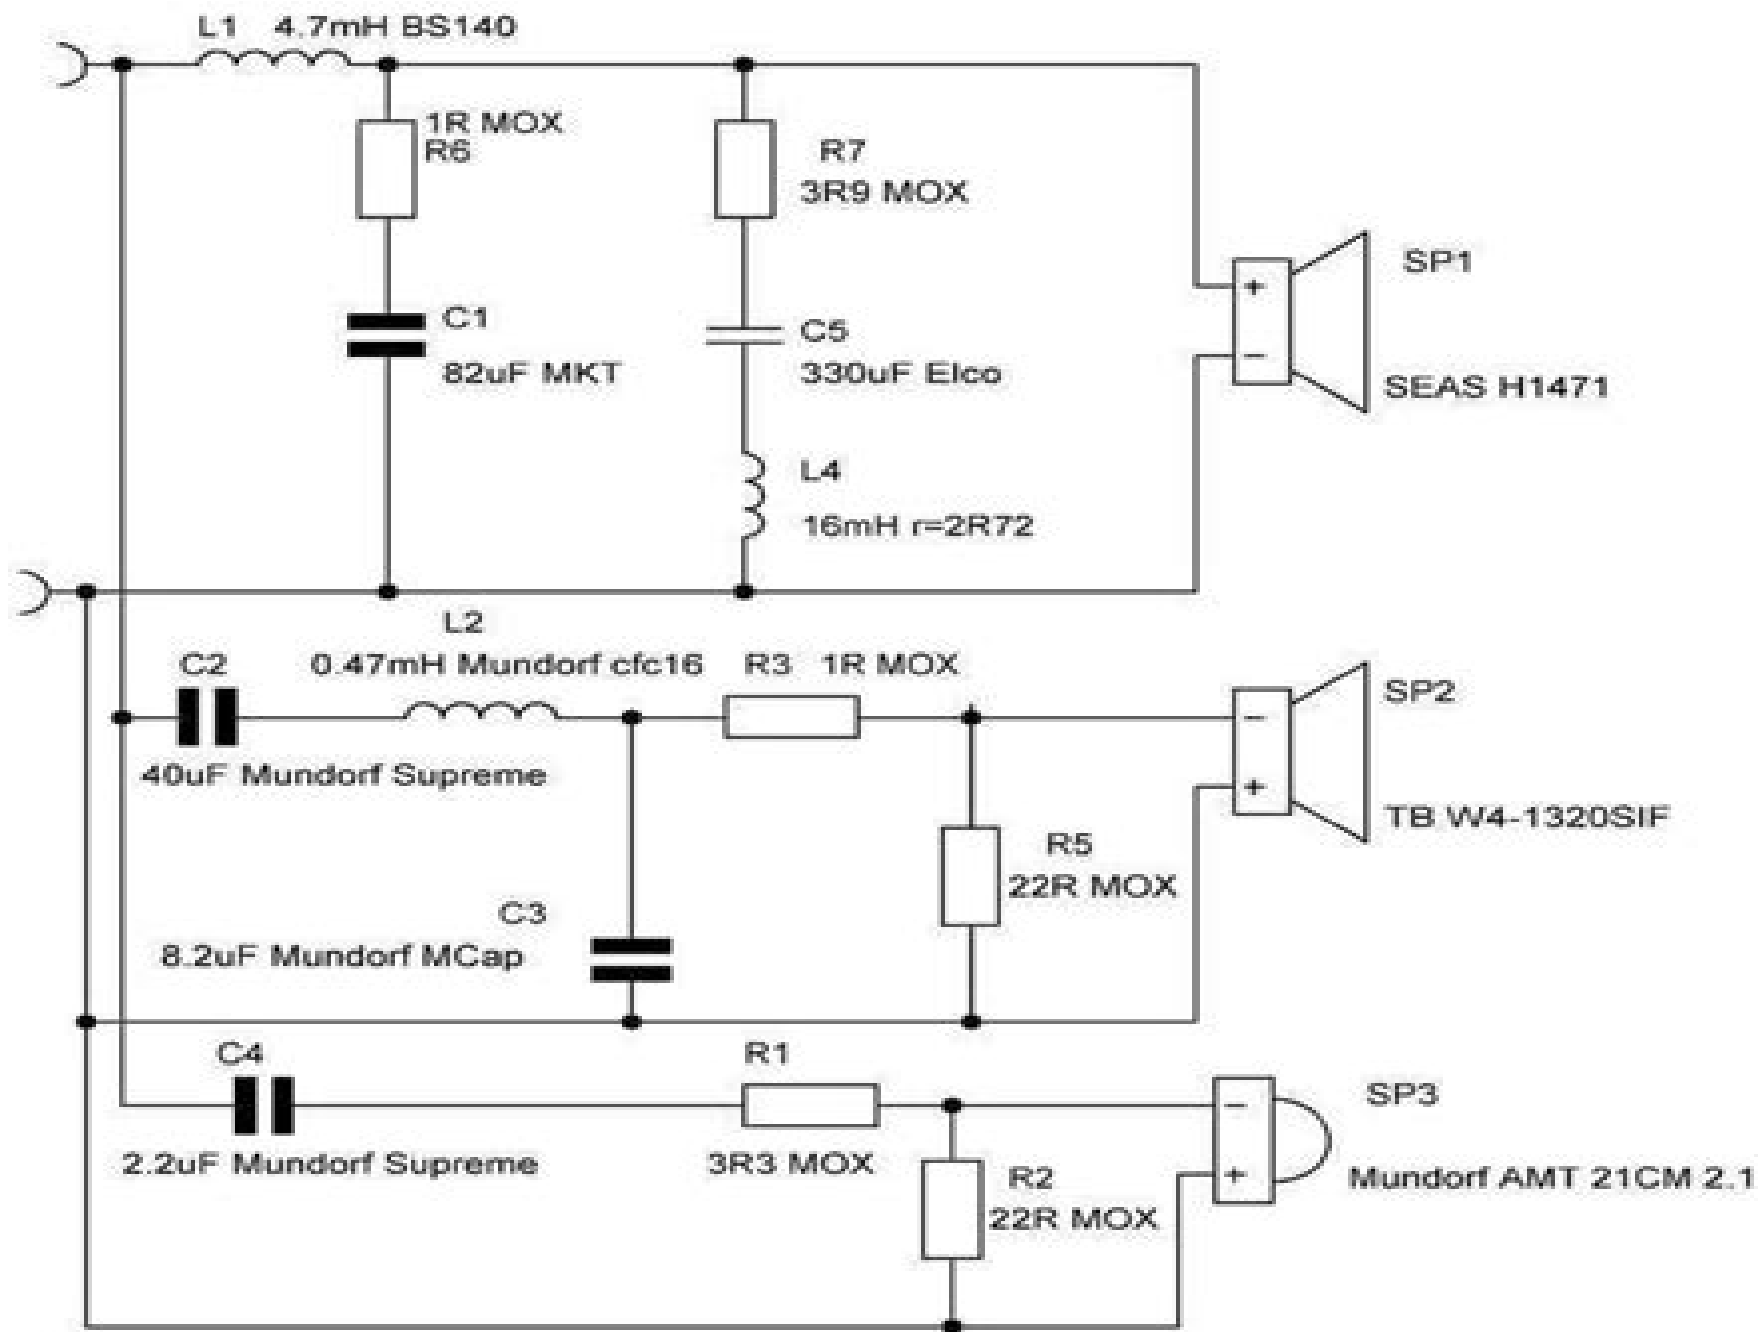 L1 4.7mH BS140
1R MOX
R6
R7
3R9 MOX
C1
82uF MKT
C5
330uF Elco
L4
16mH r=2R72
+
SP1
−
SEAS H1471
L2
C2 0.47mH Mundorf cfc16 R3 1R MOX
40uF Mundorf Supreme
−
SP2
+
TB W4-1320SIF
R5
22R MOX
C3
8.2uF Mundorf MCap
C4
R1
2.2uF Mundorf Supreme
3R3 MOX
R2
22R MOX
−
SP3
+
Mundorf AMT 21CM 2.1